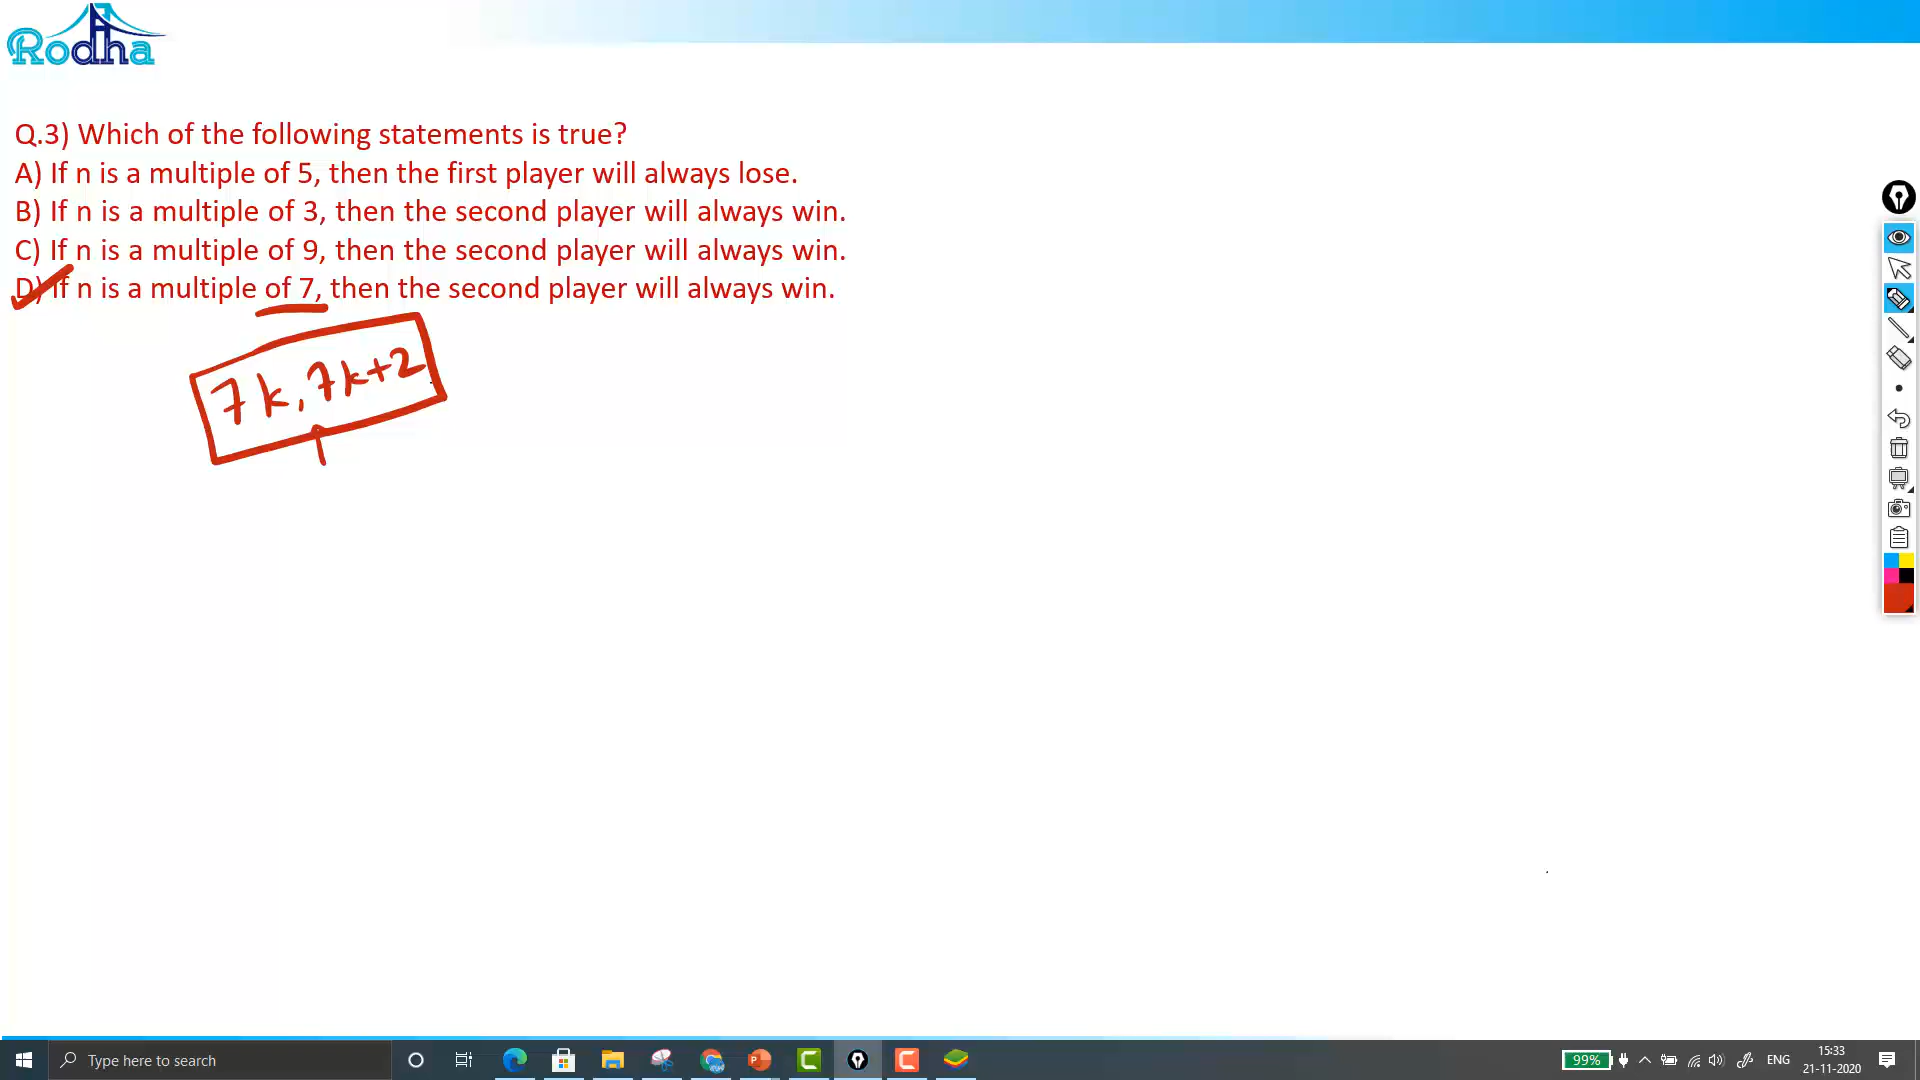 Rodha
Q.3) Which of the following statements is true?
A) If n is a multiple of 5, then the first player will always lose.
B) If n is a multiple of 3, then the second player will always win.
C) If n is a multiple of 9, then the second player will always win.
D) If n is a multiple of 7, then the second player will always win.
7k, 7k+2
Type here to search
99%
ENG
15:33
21-11-2020